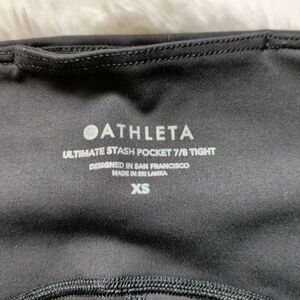 ATHLETA
ULTIMATE STASH POCKET 7/8 TIGHT
DESIGNED IN SAN FRANCISCO
MADE IN SRI LANKA
XS